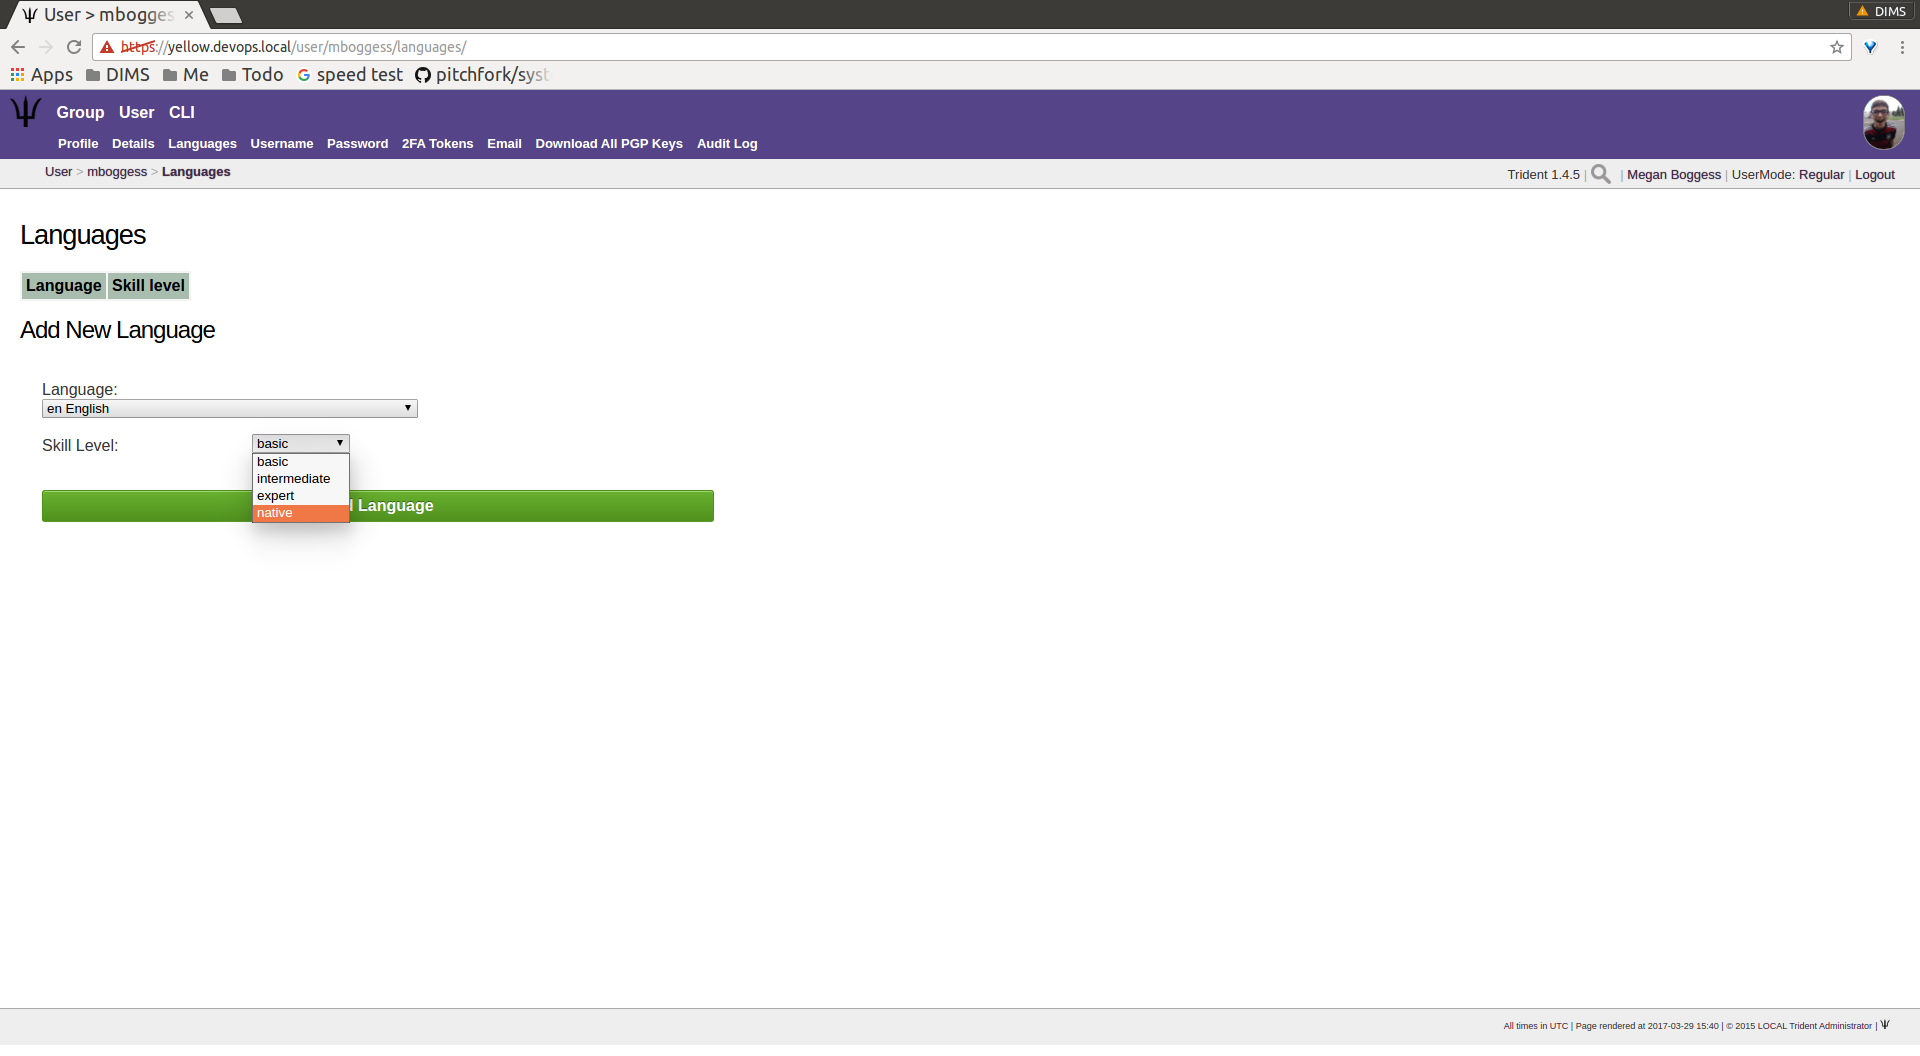 User > mbogges
DIMS
https://yellow.devops.local/user/mboggess/languages/
Apps DIMS Me Todo speed test pitchfork/syst
Group User CLI
Profile Details Languages Username Password 2FA Tokens Email Download All PGP Keys Audit Log
User > mboggess > Languages
Trident 1.4.5 | | Megan Boggess | UserMode: Regular | Logout
Languages
Language Skill level
Add New Language
Language:
en English
Skill Level:
basic
basic
intermediate
expert
native
Language
All times in UTC | Page rendered at 2017-03-29 15:40 | © 2015 LOCAL Trident Administrator |